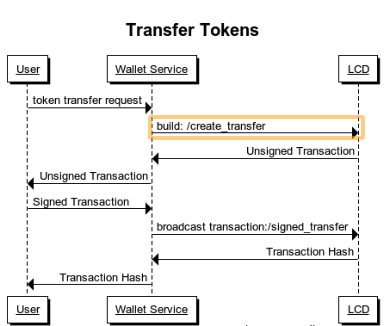 Transfer Tokens
User
Wallet Service
LCD
token transfer request
build: /create_transfer
Unsigned Transaction
Unsigned Transaction
Signed Transaction
broadcast transaction:/signed_transfer
Transaction Hash
Transaction Hash
User
Wallet Service
LCD